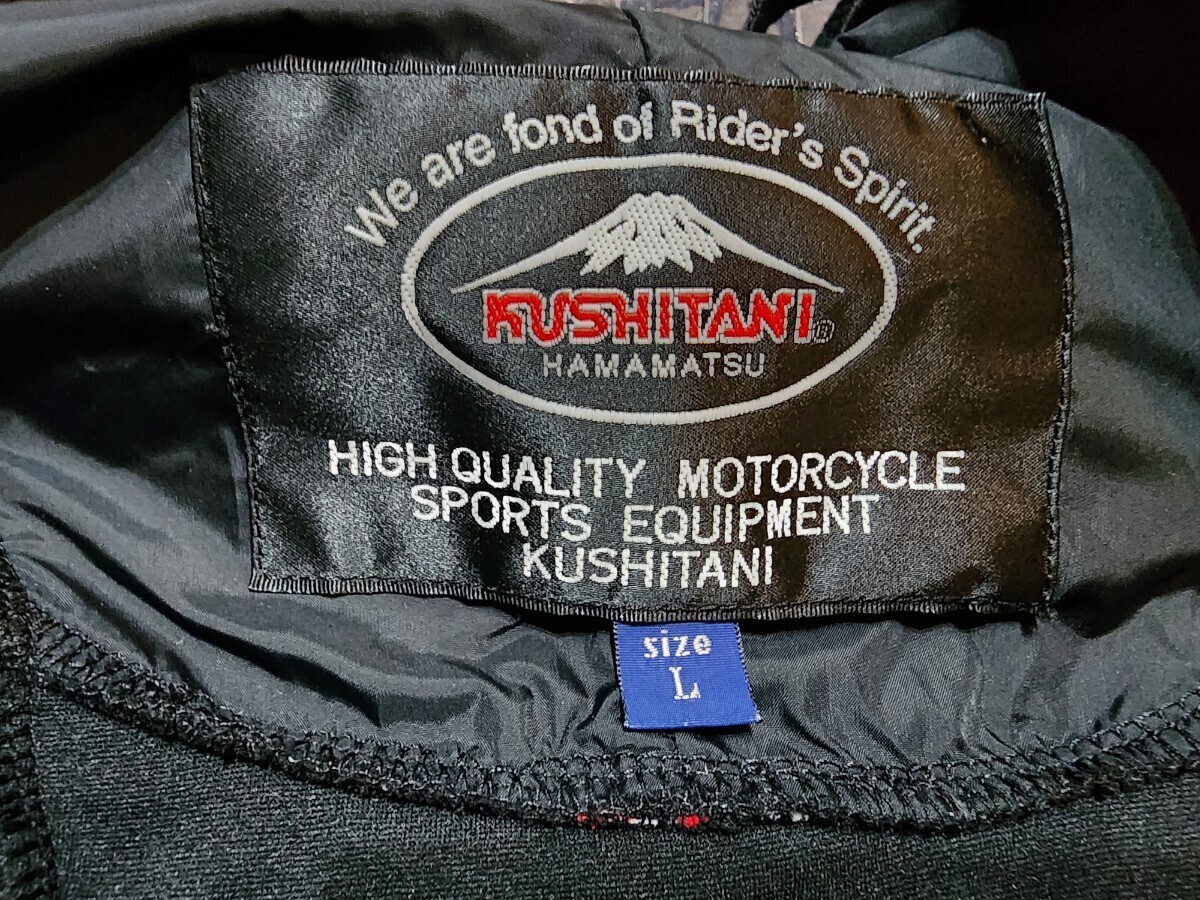 We are fond of Rider's Spirit.
KUSHITANI®
HAMAMATSU
HIGH QUALITY MOTORCYCLE
SPORTS EQUIPMENT
KUSHITANI
size
L